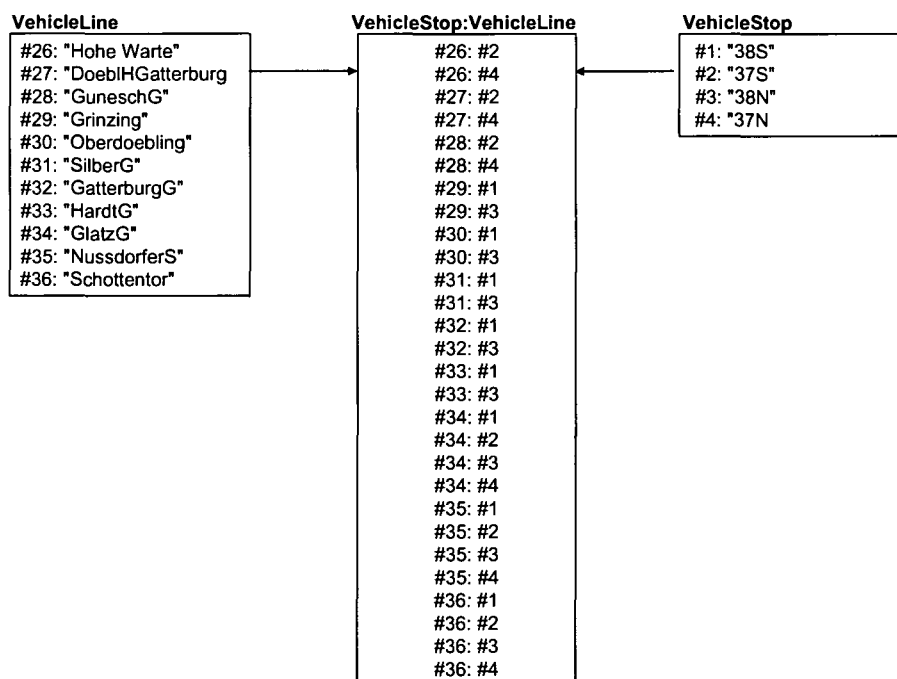 VehicleLine
#26: "Hohe Warte"
#27: "DoeblHGatterburg
#28: "GuneschG"
#29: "Grinzing"
#30: "Oberdoebling"
#31: "SilberG"
#32: "GatterburgG"
#33: "HardtG"
#34: "GlatzG"
#35: "NussdorferS"
#36: "Schottentor"
VehicleStop:VehicleLine
#26: #2
#26: #4
#27: #2
#27: #4
#28: #2
#28: #4
#29: #1
#29: #3
#30: #1
#30: #3
#31: #1
#31: #3
#32: #1
#32: #3
#33: #1
#33: #3
#34: #1
#34: #2
#34: #3
#34: #4
#35: #1
#35: #2
#35: #3
#35: #4
#36: #1
#36: #2
#36: #3
#36: #4
VehicleStop
#1: "38S"
#2: "37S"
#3: "38N"
#4: "37N